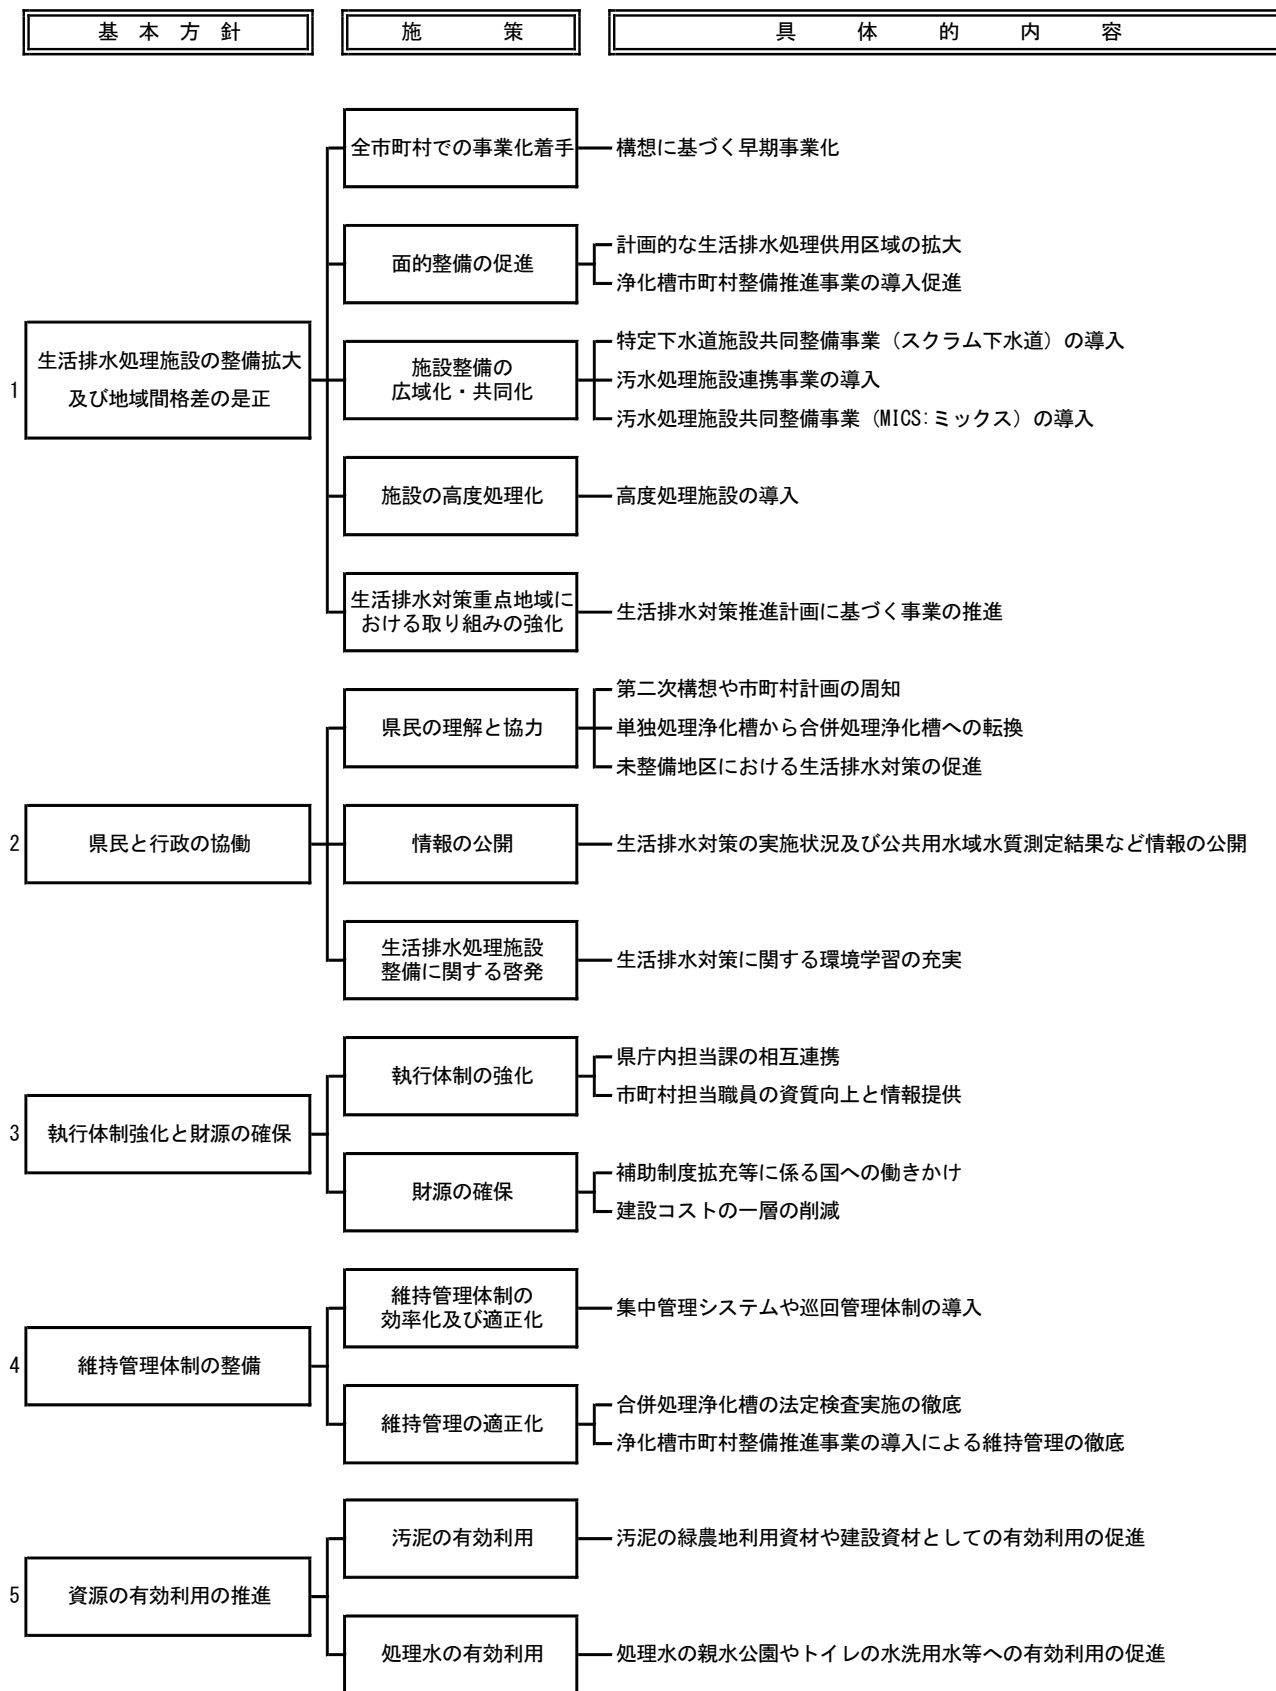 基本方針
施策
具体的内容
全市町村での事業化着手
構想に基づく早期事業化
面的整備の促進
計画的な生活排水処理供用区域の拡大
浄化槽市町村整備推進事業の導入促進
1
生活排水処理施設の整備拡大
及び地域間格差の是正
施設整備の
広域化・共同化
特定下水道施設共同整備事業（スクラム下水道）の導入
汚水処理施設連携事業の導入
汚水処理施設共同整備事業（MICS:ミックス）の導入
施設の高度処理化
高度処理施設の導入
生活排水対策重点地域に
おける取り組みの強化
生活排水対策推進計画に基づく事業の推進
県民の理解と協力
第二次構想や市町村計画の周知
単独処理浄化槽から合併処理浄化槽への転換
未整備地区における生活排水対策の促進
2
県民と行政の協働
情報の公開
生活排水対策の実施状況及び公共用水域水質測定結果など情報の公開
生活排水処理施設
整備に関する啓発
生活排水対策に関する環境学習の充実
3
執行体制強化と財源の確保
執行体制の強化
県庁内担当課の相互連携
市町村担当職員の資質向上と情報提供
財源の確保
補助制度拡充等に係る国への働きかけ
建設コストの一層の削減
4
維持管理体制の整備
維持管理体制の
効率化及び適正化
集中管理システムや巡回管理体制の導入
維持管理の適正化
合併処理浄化槽の法定検査実施の徹底
浄化槽市町村整備推進事業の導入による維持管理の徹底
5
資源の有効利用の推進
汚泥の有効利用
汚泥の緑農地利用資材や建設資材としての有効利用の促進
処理水の有効利用
処理水の親水公園やトイレの水洗用水等への有効利用の促進